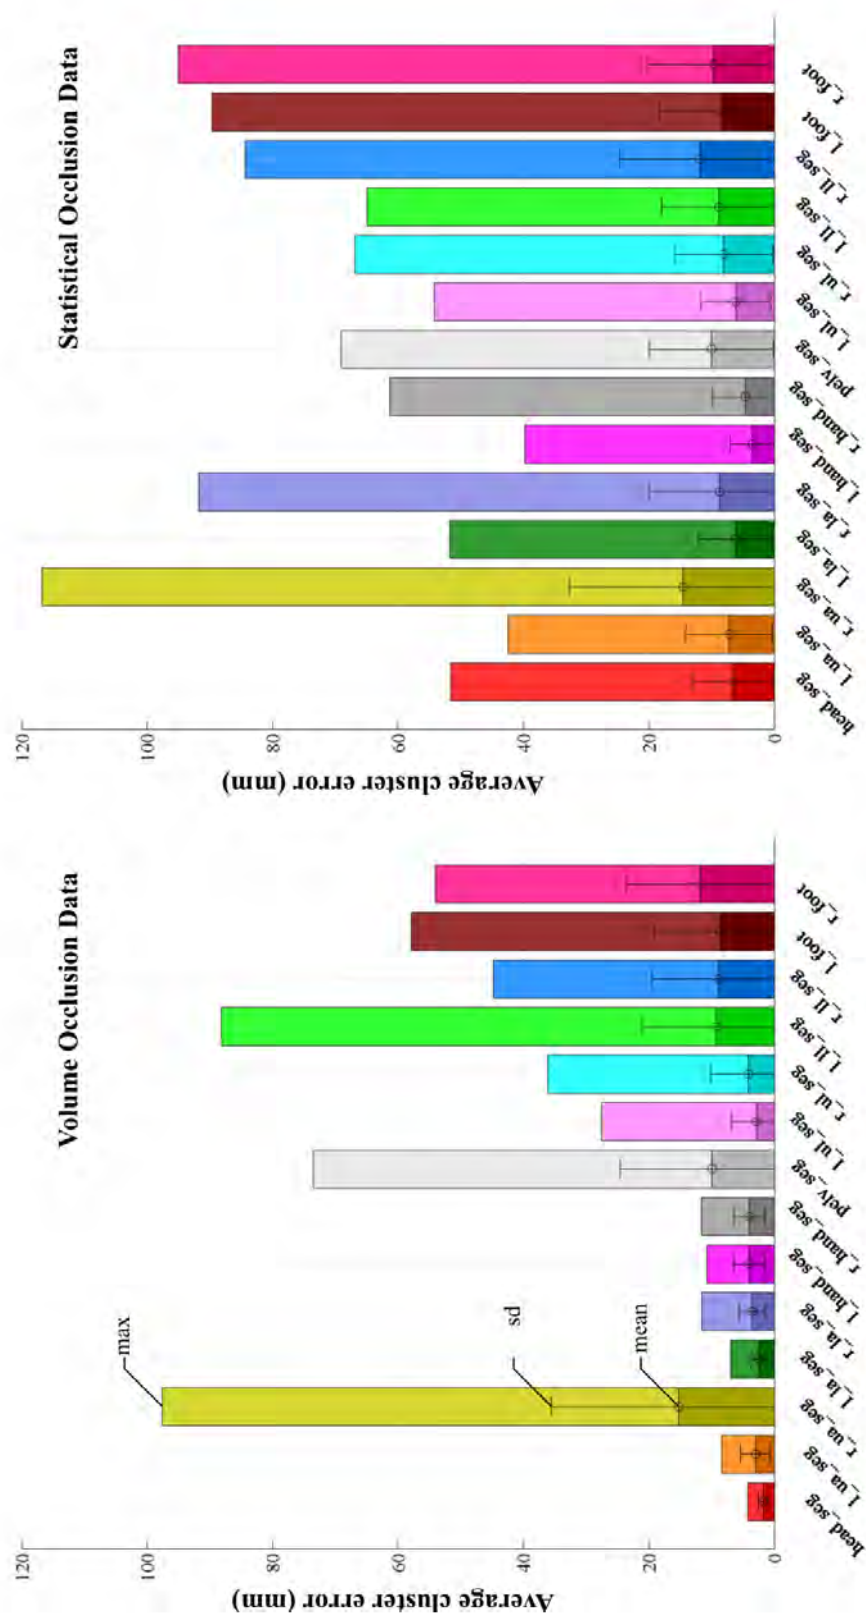 Volume Occlusion Data
Average cluster error (mm)
120
100
80
60
40
20
0
max
sd
mean
head_seg
l_ua_seg
r_ua_seg
l_la_seg
r_la_seg
l_hand_seg
r_hand_seg
pelv_seg
l_ul_seg
r_ul_seg
l_ll_seg
r_ll_seg
l_foot
r_foot
Statistical Occlusion Data
Average cluster error (mm)
120
100
80
60
40
20
0
head_seg
l_ua_seg
r_ua_seg
l_la_seg
r_la_seg
l_hand_seg
r_hand_seg
pelv_seg
l_ul_seg
r_ul_seg
l_ll_seg
r_ll_seg
l_foot
r_foot